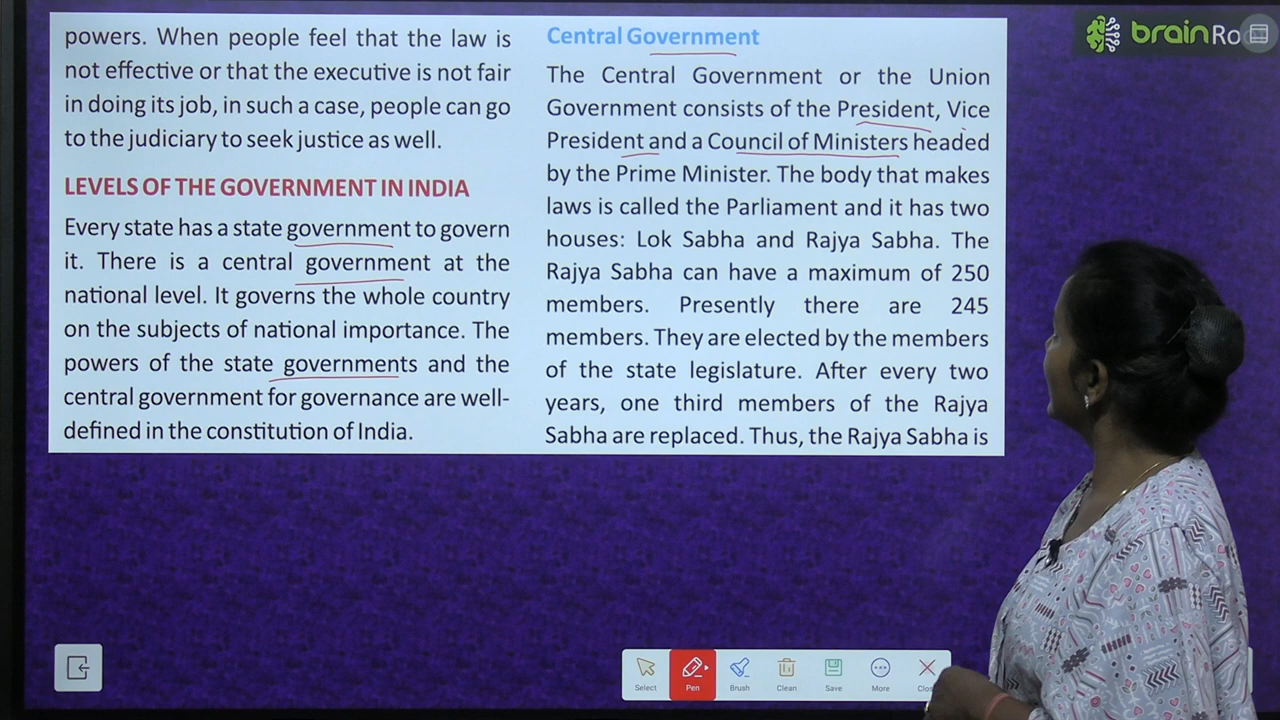 powers. When people feel that the law is
not effective or that the executive is not fair
in doing its job, in such a case, people can go
to the judiciary to seek justice as well.
LEVELS OF THE GOVERNMENT IN INDIA
Every state has a state government to govern
it. There is a central government at the
national level. It governs the whole country
on the subjects of national importance. The
powers of the state governments and the
central government for governance are well-
defined in the constitution of India.
Central Government
The Central Government or the Union
Government consists of the President, Vice
President and a Council of Ministers headed
by the Prime Minister. The body that makes
laws is called the Parliament and it has two
houses: Lok Sabha and Rajya Sabha. The
Rajya Sabha can have a maximum of 250
members. Presently there are 245
members. They are elected by the members
of the state legislature. After every two
years, one third members of the Rajya
Sabha are replaced. Thus, the Rajya Sabha is
brainRo
Select Pen Brush Clean Save More Clo